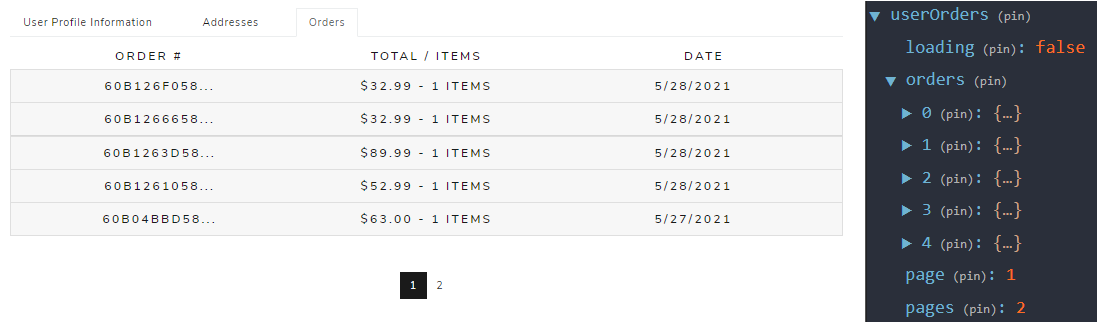 User Profile Information Addresses Orders
ORDER # TOTAL / ITEMS DATE
60B126F058... $32.99 - 1 ITEMS 5/28/2021
60B1266658... $32.99 - 1 ITEMS 5/28/2021
60B1263D58... $89.99 - 1 ITEMS 5/28/2021
60B1261058... $52.99 - 1 ITEMS 5/28/2021
60B04BBD58... $63.00 - 1 ITEMS 5/27/2021
1 2
userOrders (pin)
loading (pin): false
orders (pin)
0 (pin): {…}
1 (pin): {…}
2 (pin): {…}
3 (pin): {…}
4 (pin): {…}
page (pin): 1
pages (pin): 2